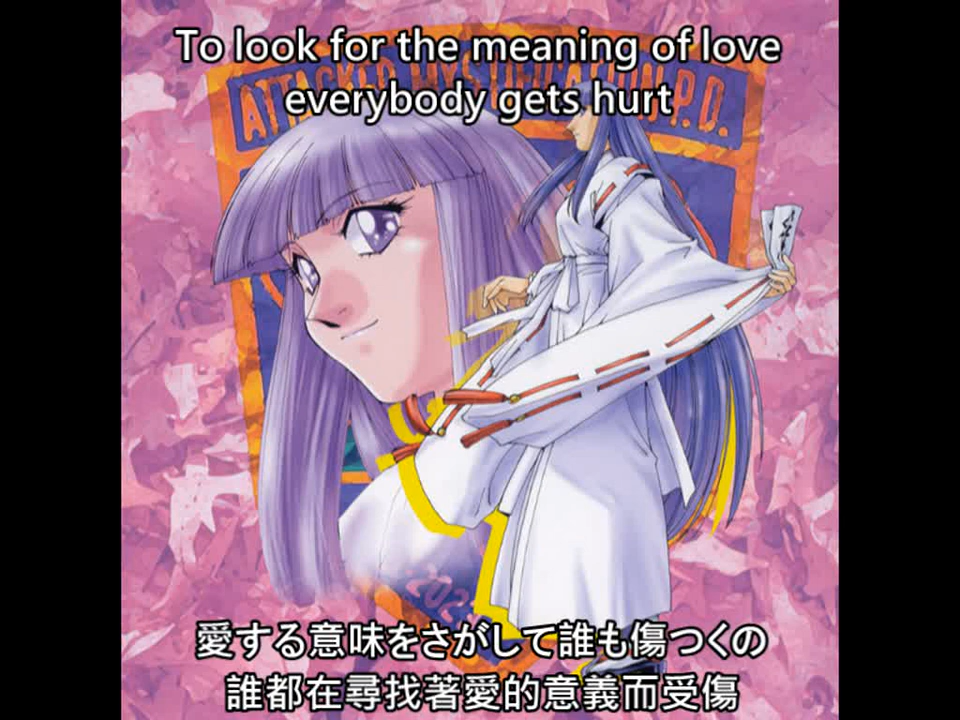 To look for the meaning of love
everybody gets hurt
ATTACKED MYSTIFICATION P.D.
愛する意味をさがして誰も傷つくの
誰都在尋找著愛的意義而受傷